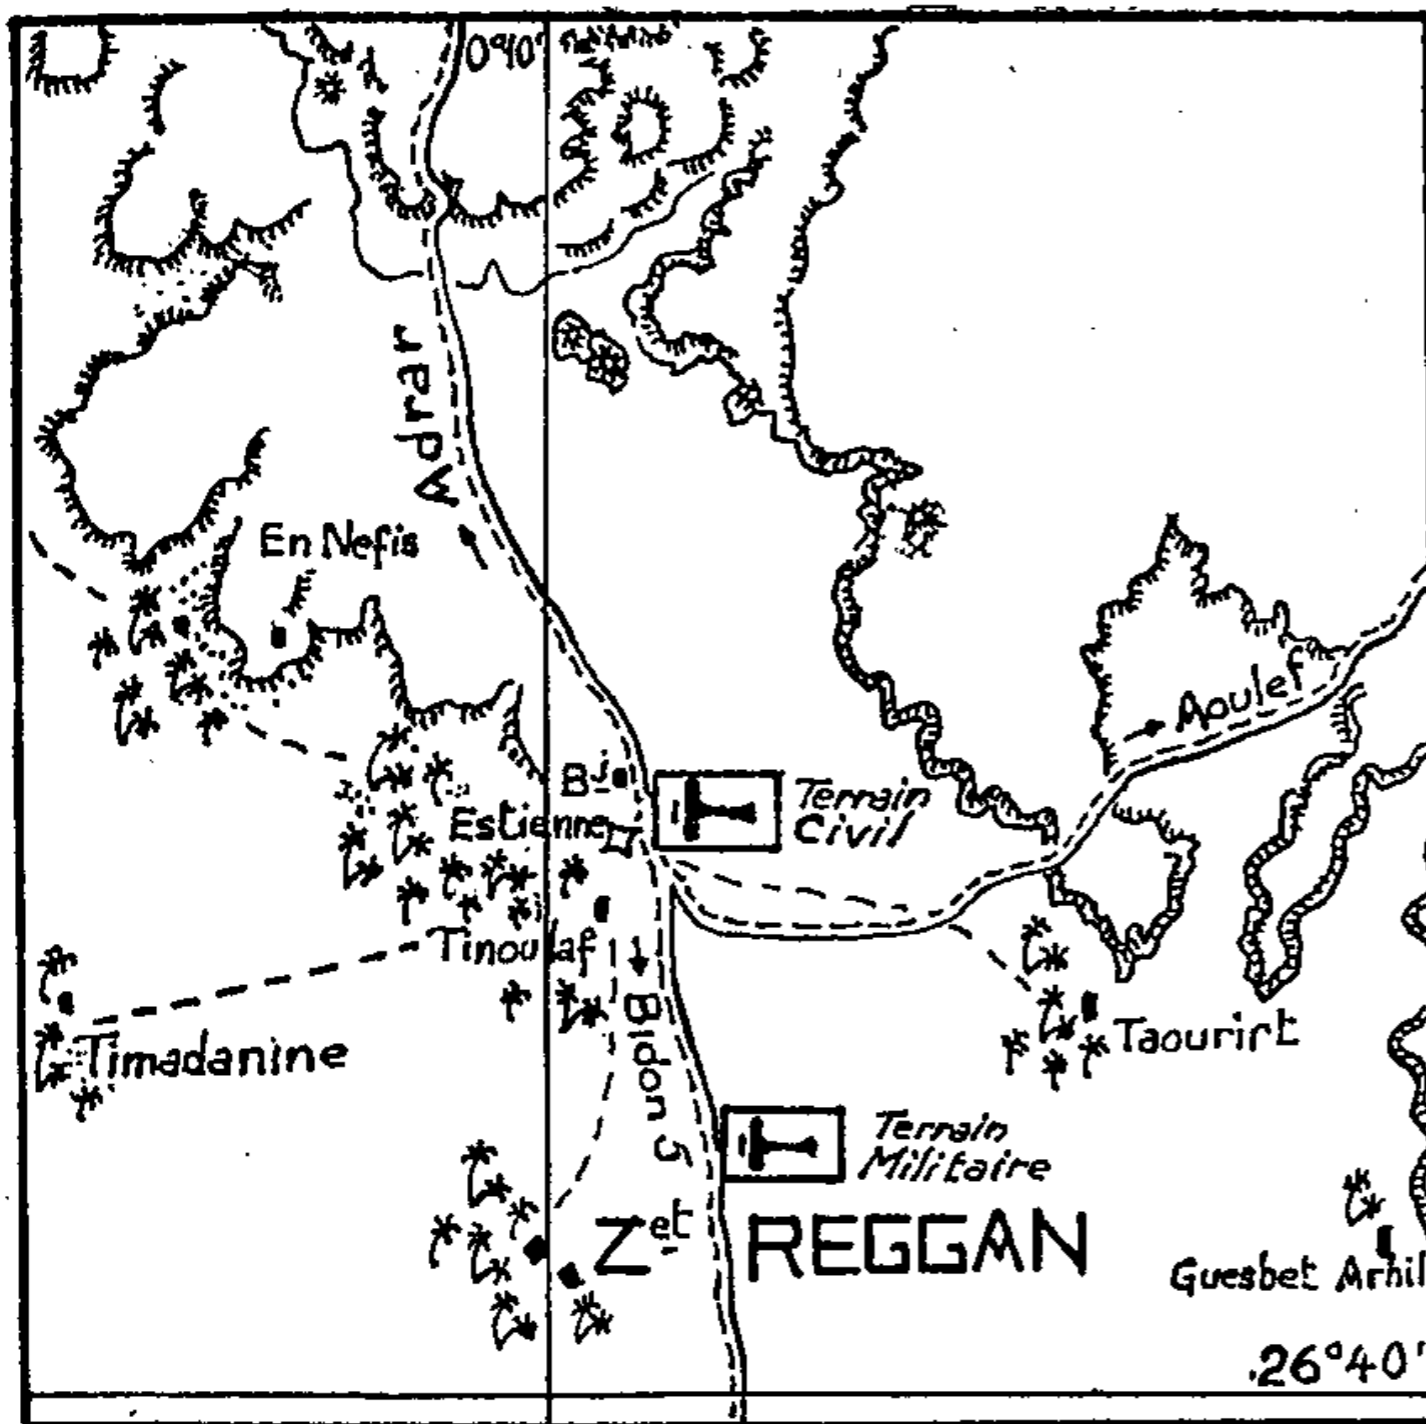 0°40'
Adrar
En Nefis
Aoulef
Bj
Estienne
Terrain
Civil
Tinoulaf
Bidon 5
Timadanine
Taourirt
Terrain
Militaire
Zet REGGAN
Guesbet Arhil
26°40'